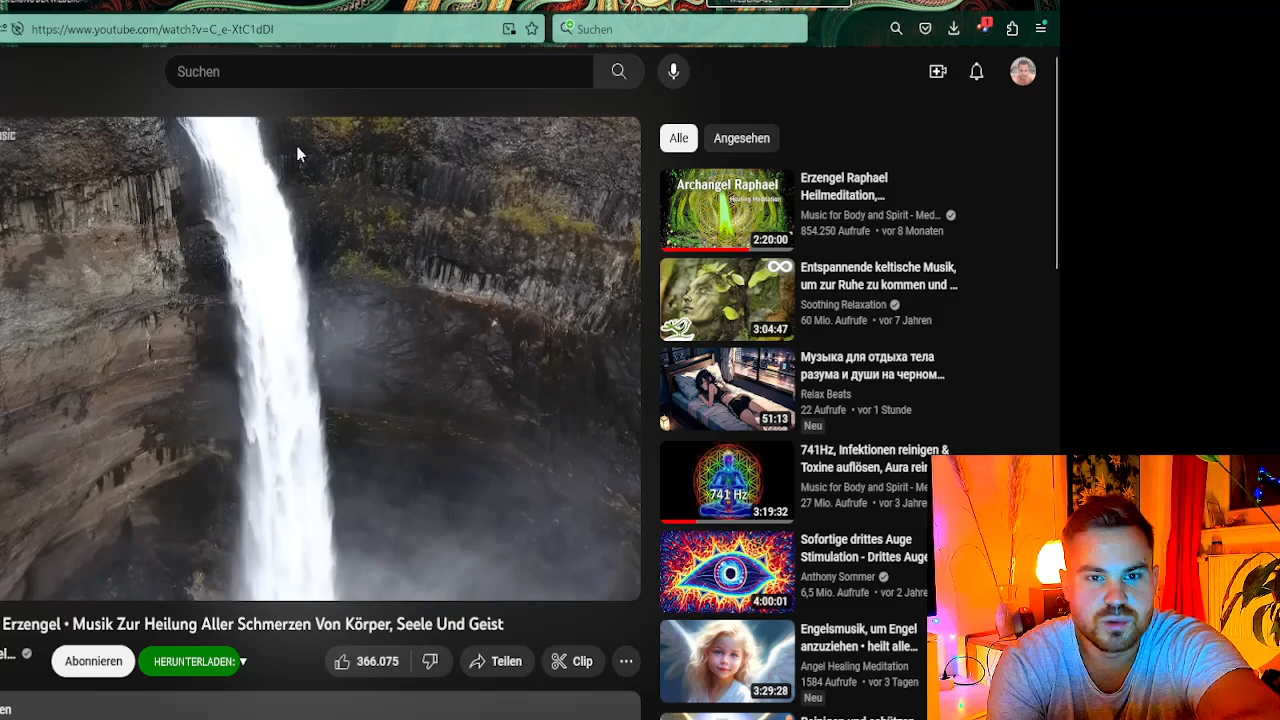 https://www.youtube.com/watch?v=C_e-XtC1dDI
Suchen
Suchen
Alle
Angesehen
Archangel Raphael
Healing Meditation
2:20:00
Erzengel Raphael
Heilmeditation,...
Music for Body and Spirit - Med...
854.250 Aufrufe • vor 8 Monaten
3:04:47
Entspannende keltische Musik,
um zur Ruhe zu kommen und ...
Soothing Relaxation
60 Mio. Aufrufe • vor 7 Jahren
51:13
Музыка для отдыха тела
разума и души на черном...
Relax Beats
22 Aufrufe • vor 1 Stunde
Neu
741 Hz
3:19:32
741Hz, Infektionen reinigen &
Toxine auflösen, Aura rei
Music for Body and Spirit - Me
27 Mio. Aufrufe • vor 3 Jahre
4:00:01
Sofortige drittes Auge
Stimulation - Drittes Auge
Anthony Sommer
6,5 Mio. Aufrufe • vor 2 Jahre
3:29:28
Engelsmusik, um Engel
anzuziehen • heilt alle...
Angel Healing Meditation
1584 Aufrufe • vor 3 Tagen
Neu
Erzengel • Musik Zur Heilung Aller Schmerzen Von Körper, Seele Und Geist
Abonnieren
HERUNTERLADEN:
366.075
Teilen
Clip